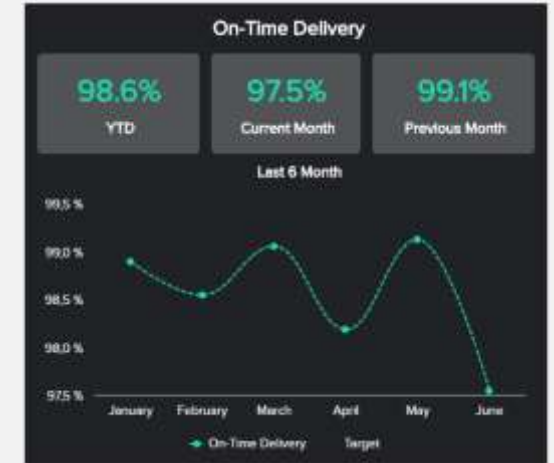 On-Time Delivery
98.6% 97.5% 99.1%
YTD Current Month Previous Month
Last 6 Month
99,5 %
99,0 %
98,5 %
98,0 %
97,5 %
January February March April May June
On-Time Delivery Target